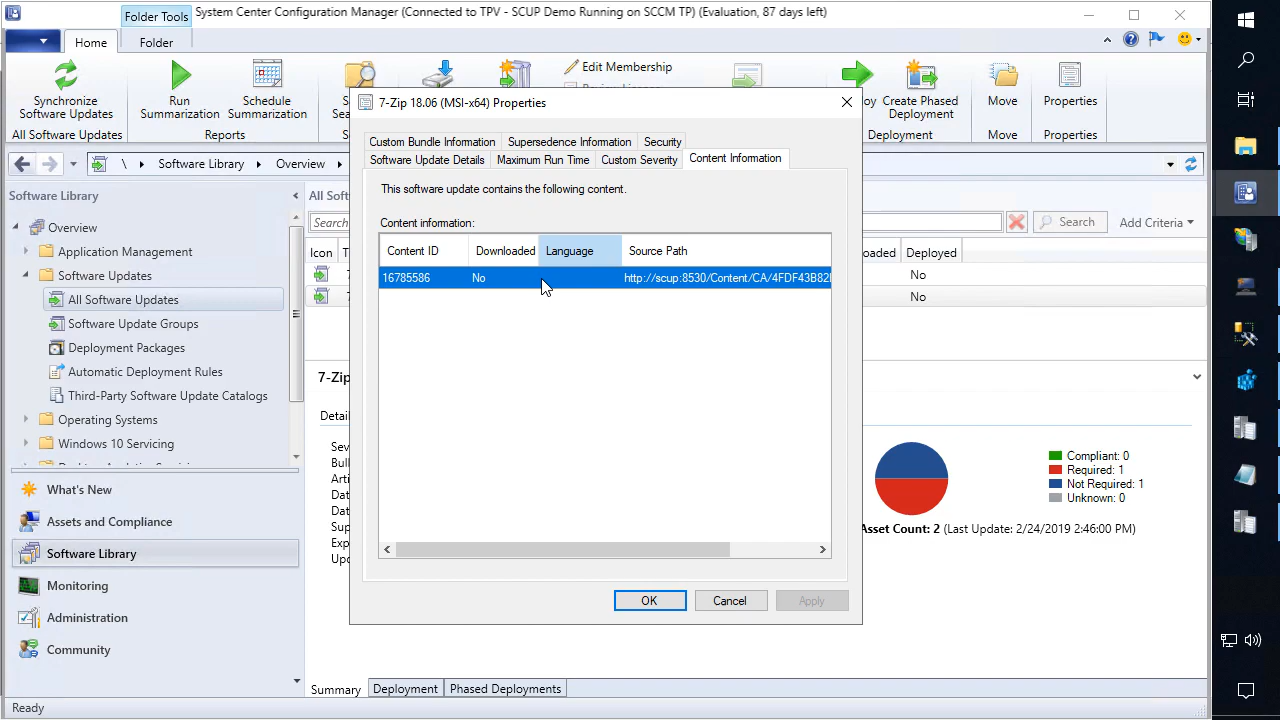 Folder Tools
System Center Configuration Manager (Connected to TPV - SCUP Demo Running on SCCM TP) (Evaluation, 87 days left)
Home
Folder
Synchronize
Software Updates
All Software Updates
Run
Summarization
Schedule
Summarization
Reports
Edit Membership
Create Phased
Deployment
Deployment
Move
Move
Properties
Properties
\ Software Library Overview
Software Library
Overview
Application Management
Software Updates
All Software Updates
Software Update Groups
Deployment Packages
Automatic Deployment Rules
Third-Party Software Update Catalogs
Operating Systems
Windows 10 Servicing
What's New
Assets and Compliance
Software Library
Monitoring
Administration
Community
Ready
Search
Add Criteria
Icon
Deployed
No
No
7-Zip 18.06 (MSI-x64) Properties
Custom Bundle Information
Supersedence Information
Security
Software Update Details
Maximum Run Time
Custom Severity
Content Information
This software update contains the following content.
Content information:
Content ID Downloaded Language Source Path
16785586 No http://scup:8530/Content/CA/4FDF43B82
OK
Cancel
Apply
7-Zip
Compliant: 0
Required: 1
Not Required: 1
Unknown: 0
Asset Count: 2 (Last Update: 2/24/2019 2:46:00 PM)
Summary
Deployment
Phased Deployments